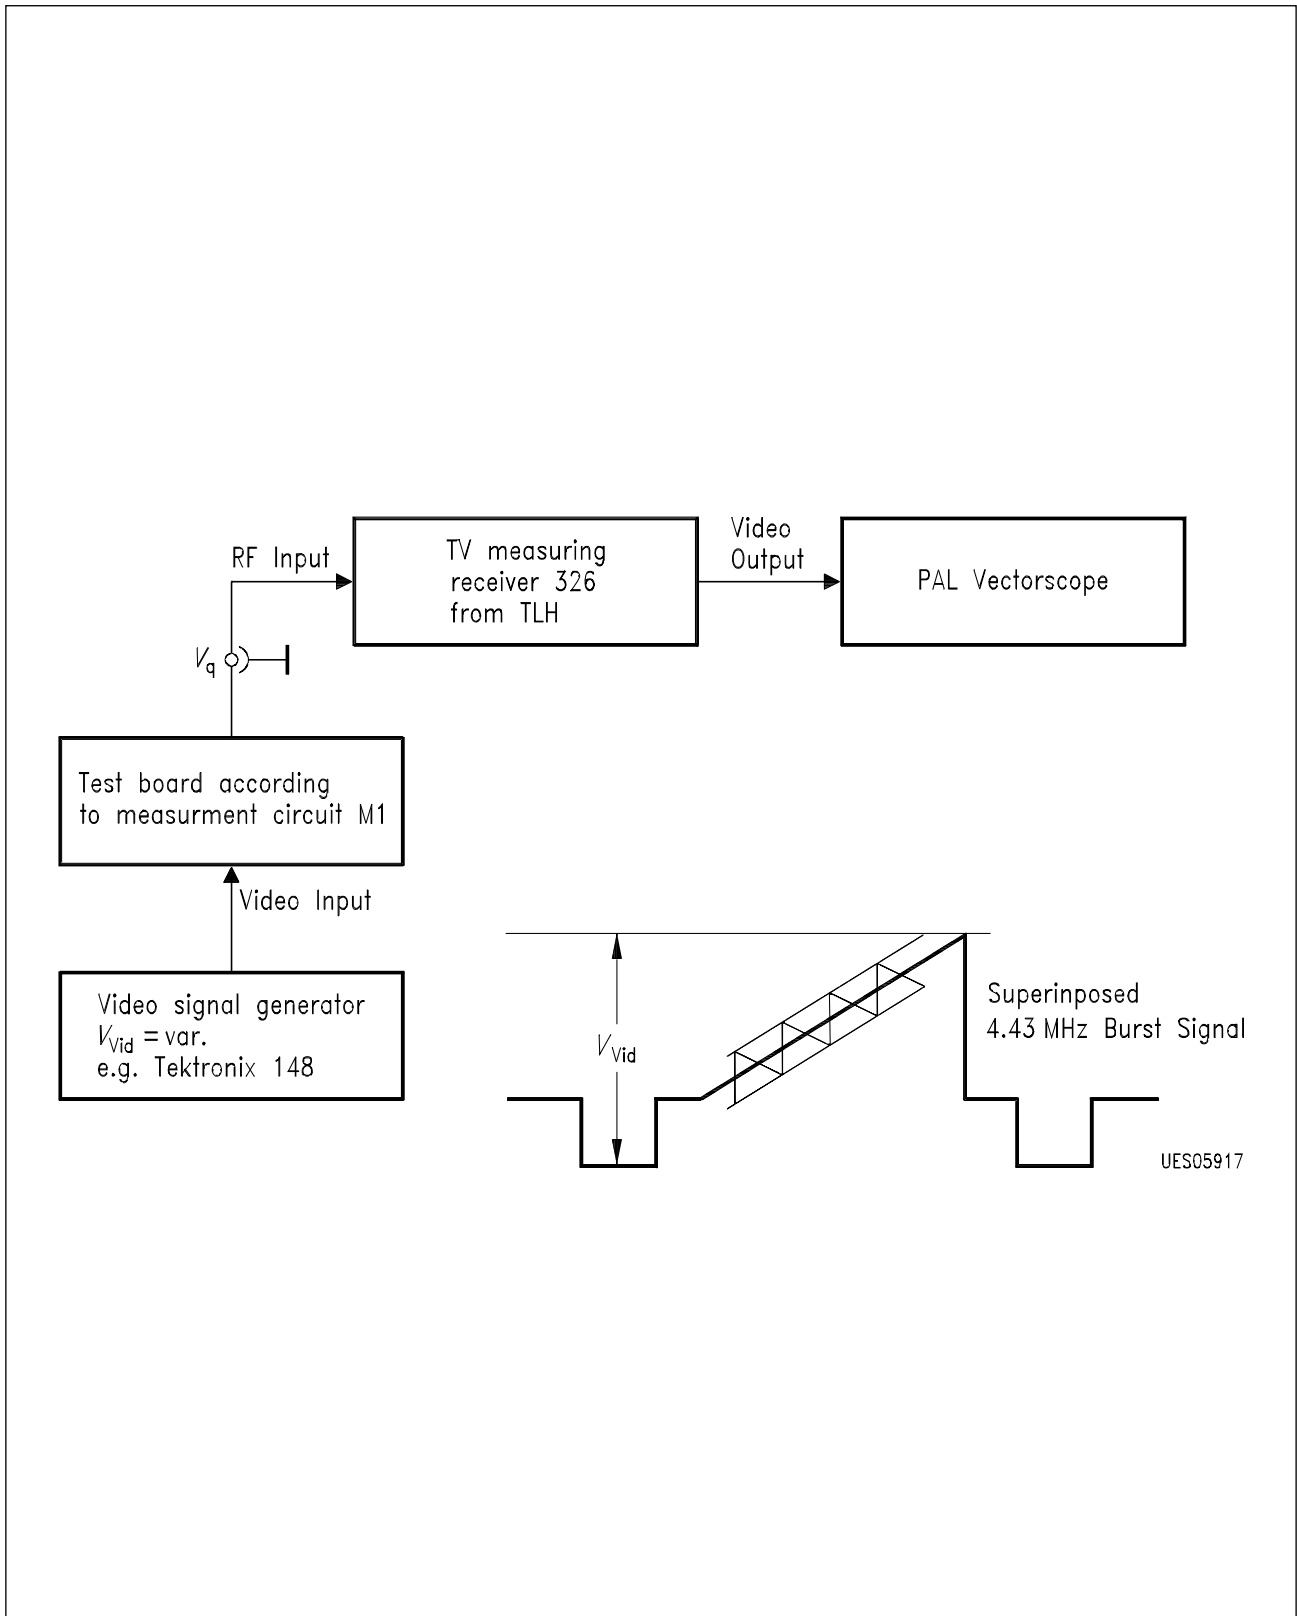 RF Input
TV measuring
receiver 326
from TLH
Video
Output
PAL Vectorscope
Vq
Test board according
to measurment circuit M1
Video Input
Video signal generator
VVid = var.
e.g. Tektronix 148
VVid
Superinposed
4.43 MHz Burst Signal
UES05917